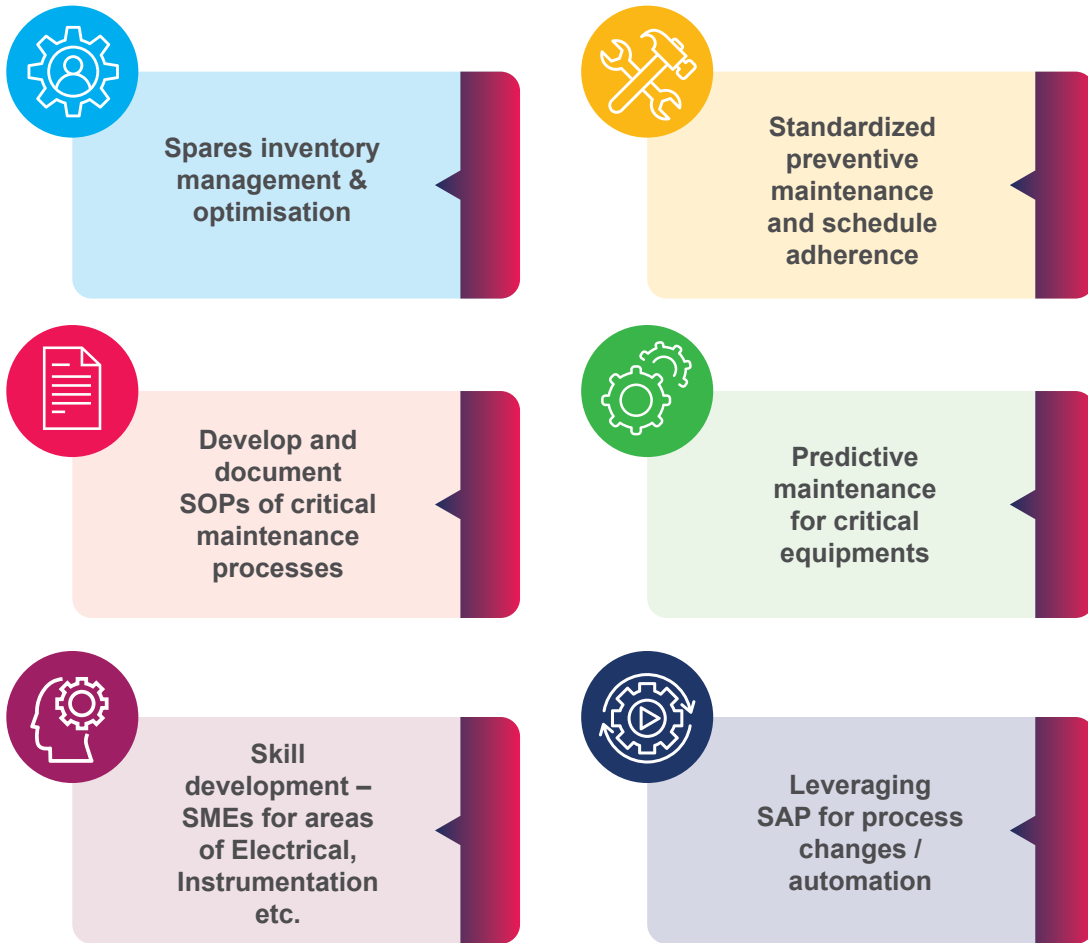 Spares inventory
management &
optimisation
Standardized
preventive
maintenance
and schedule
adherence
Develop and
document
SOPs of critical
maintenance
processes
Predictive
maintenance
for critical
equipments
Skill
development –
SMEs for areas
of Electrical,
Instrumentation
etc.
Leveraging
SAP for process
changes /
automation